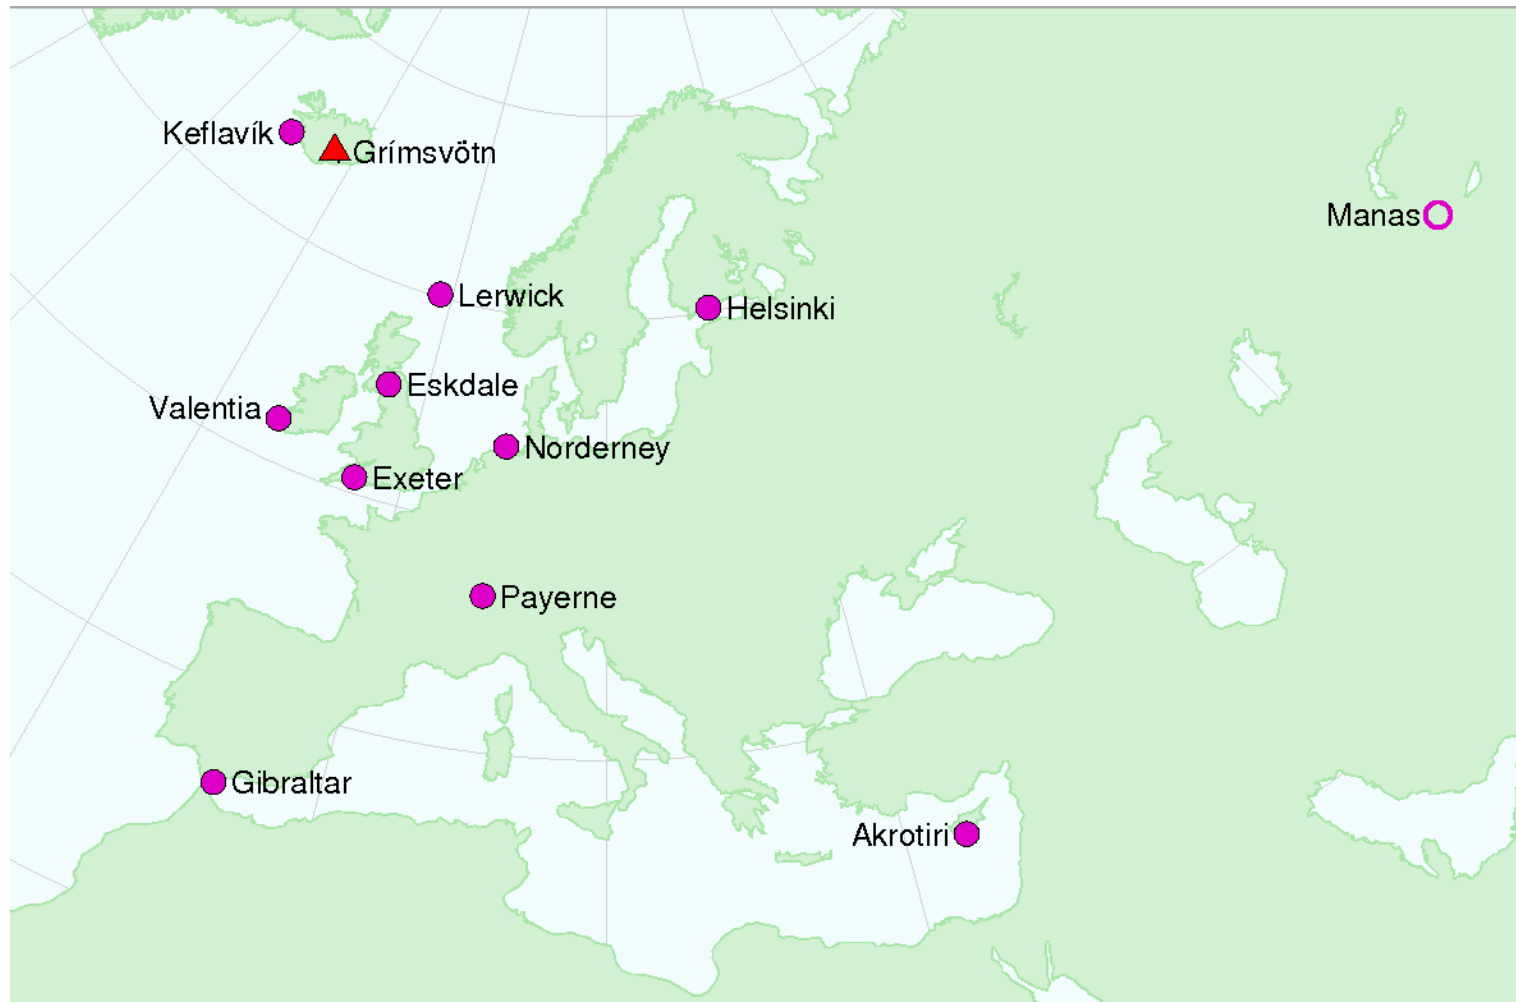 Keflavík
Grímsvötn
Manas
Lerwick
Helsinki
Eskdale
Valentia
Norderney
Exeter
Payerne
Gibraltar
Akrotiri